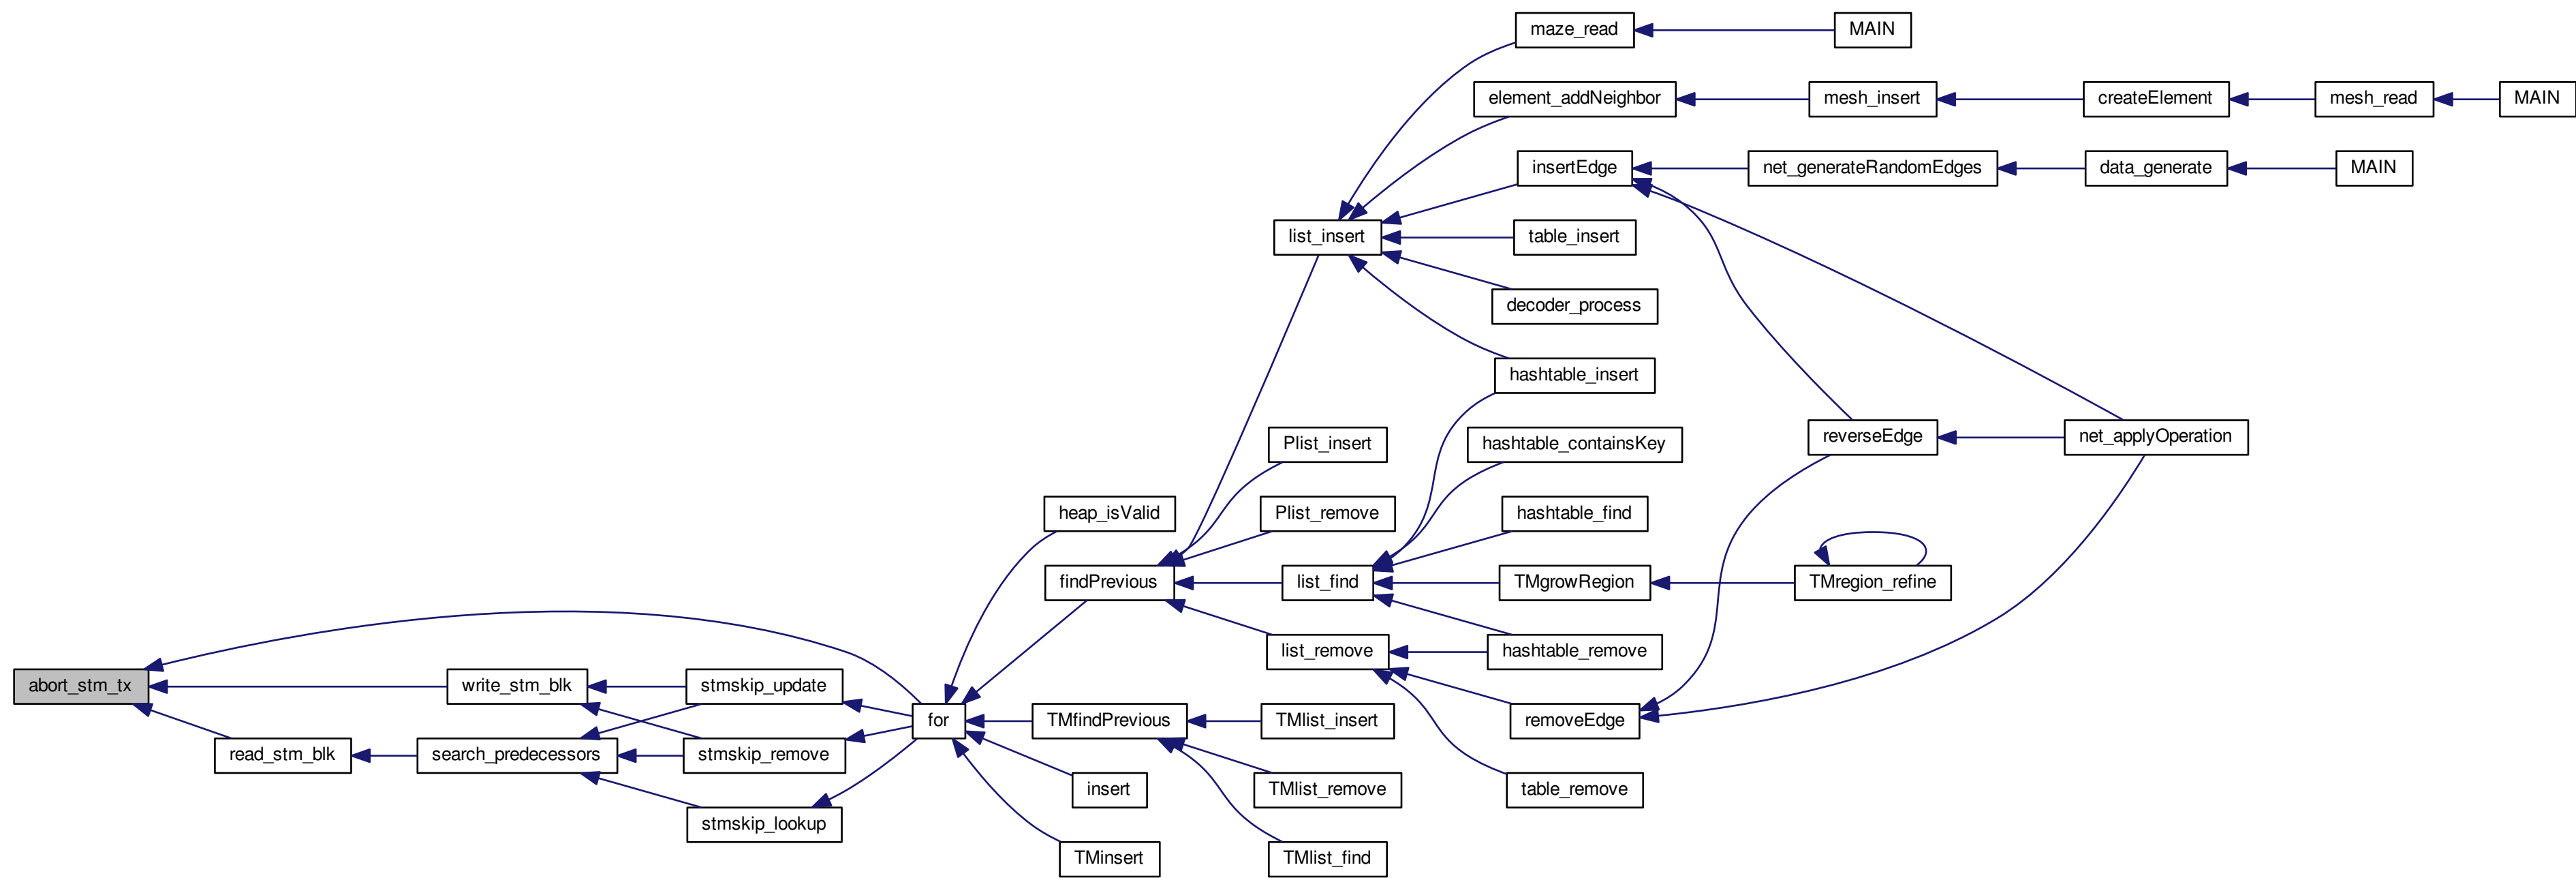 maze_read
MAIN
element_addNeighbor
mesh_insert
createElement
mesh_read
MAIN
insertEdge
net_generateRandomEdges
data_generate
MAIN
list_insert
table_insert
decoder_process
hashtable_insert
Plist_insert
hashtable_containsKey
reverseEdge
net_applyOperation
heap_isValid
Plist_remove
hashtable_find
findPrevious
list_find
TMgrowRegion
TMregion_refine
list_remove
hashtable_remove
abort_stm_tx
write_stm_blk
stmskip_update
for
TMfindPrevious
TMlist_insert
removeEdge
read_stm_blk
search_predecessors
stmskip_remove
insert
TMlist_remove
table_remove
stmskip_lookup
TMinsert
TMlist_find